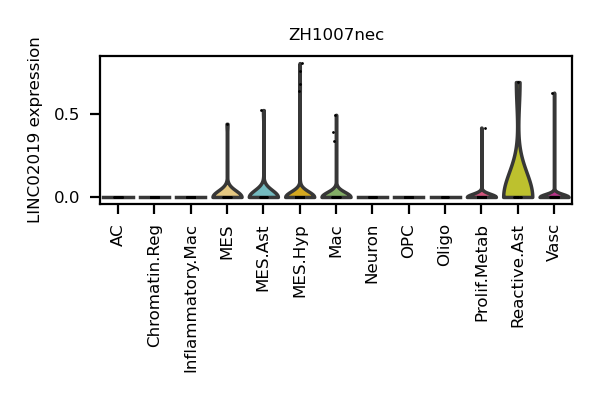 ZH1007nec
LINC02019 expression
0.5
0.0
AC
Chromatin.Reg
Inflammatory.Mac
MES
MES.Ast
MES.Hyp
Mac
Neuron
OPC
Oligo
Prolif.Metab
Reactive.Ast
Vasc